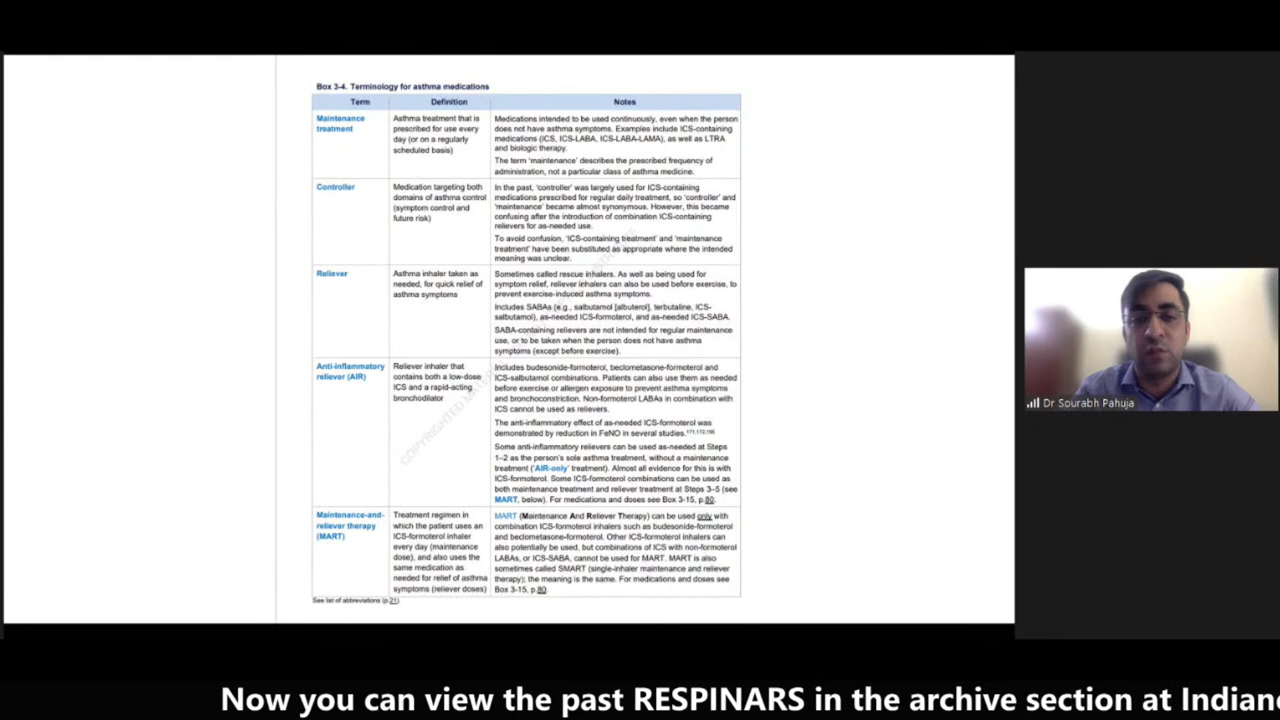 Box 3-4. Terminology for asthma medications
Term Definition Notes
Maintenance
treatment
Asthma treatment that is
prescribed for use every
day (or on a regularly
scheduled basis)
Medications intended to be used continuously, even when the person
does not have asthma symptoms. Examples include ICS-containing
medications (ICS, ICS-LABA, ICS-LABA-LAMA), as well as LTRA
and biologic therapy.
The term 'maintenance' describes the prescribed frequency of
administration, not a particular class of asthma medicine.
Controller
Medication targeting both
domains of asthma control
(symptom control and
future risk)
In the past, 'controller' was largely used for ICS-containing
medications prescribed for regular daily treatment, so 'controller' and
'maintenance' became almost synonymous. However, this became
confusing after the introduction of combination ICS-containing
relievers for as-needed use.
To avoid confusion, 'ICS-containing treatment' and 'maintenance
treatment' have been substituted as appropriate where the intended
meaning was unclear.
Reliever
Asthma inhaler taken as
needed, for quick relief of
asthma symptoms
Sometimes called rescue inhalers. As well as being used for
symptom relief, reliever inhalers can also be used before exercise, to
prevent exercise-induced asthma symptoms.
Includes SABAs (e.g., salbutamol [albuterol], terbutaline, ICS-
salbutamol), as-needed ICS-formoterol, and as-needed ICS-SABA.
SABA-containing relievers are not intended for regular maintenance
use, or to be taken when the person does not have asthma
symptoms (except before exercise).
Anti-inflammatory
reliever (AIR)
Reliever inhaler that
contains both a low-dose
ICS and a rapid-acting
bronchodilator
Includes budesonide-formoterol, beclometasone-formoterol and
ICS-salbutamol combinations. Patients can also use them as needed
before exercise or allergen exposure to prevent asthma symptoms
and bronchoconstriction. Non-formoterol LABAs in combination with
ICS cannot be used as relievers.
The anti-inflammatory effect of as-needed ICS-formoterol was
demonstrated by reduction in FeNO in several studies.
Some anti-inflammatory relievers can be used as-needed at Steps
1–2 as the person's sole asthma treatment, without a maintenance
treatment ('AIR-only' treatment). Almost all evidence for this is with
ICS-formoterol. Some ICS-formoterol combinations can be used as
both maintenance treatment and reliever treatment at Steps 3–5 (see
MART, below). For medications and doses see Box 3-15, p.80.
Maintenance-and-
reliever therapy
(MART)
Treatment regimen in
which the patient uses an
ICS-formoterol inhaler
every day (maintenance
dose), and also uses the
same medication as
needed for relief of asthma
symptoms (reliever doses)
MART (Maintenance And Reliever Therapy) can be used only with
combination ICS-formoterol inhalers such as budesonide-formoterol
and beclometasone-formoterol. Other ICS-formoterol inhalers can
also potentially be used, but combinations of ICS with non-formoterol
LABAs, or ICS-SABA, cannot be used for MART. MART is also
sometimes called SMART (single-inhaler maintenance and reliever
therapy); the meaning is the same. For medications and doses see
Box 3-15, p.80.
See list of abbreviations (p.21).
Dr Sourabh Pahuja
Now you can view the past RESPINARS in the archive section at Indian